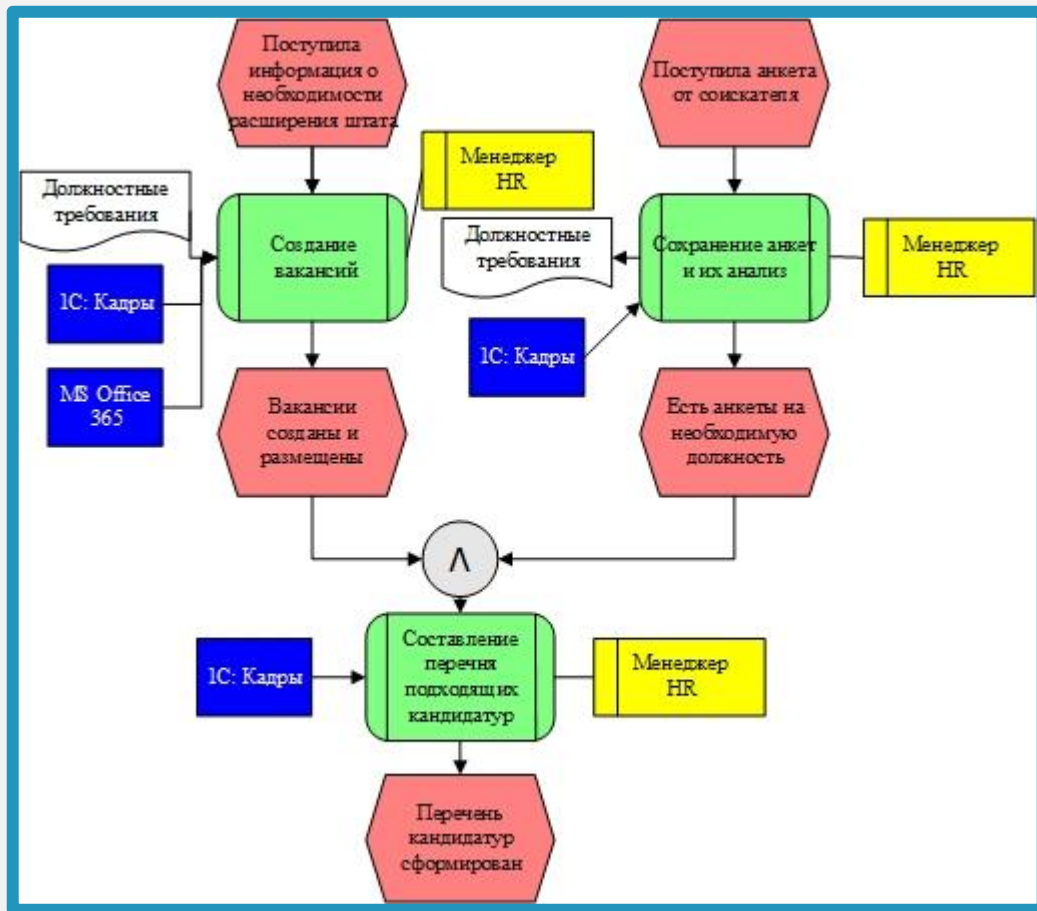 Поступила
информация о
необходимости
расширения штата
Поступила анкета
от соискателя
Должностные
требования
Создание
вакансий
Менеджер
HR
Должностные
требования
Сохранение анкет
и их анализ
Менеджер
HR
1С: Кадры
1С: Кадры
MS Office
365
Вакансии
созданы и
размещены
Есть анкеты на
необходимую
должность
Λ
1С: Кадры
Составление
перечня
подходящих
кандидатур
Менеджер
HR
Перечень
кандидатур
сформирован